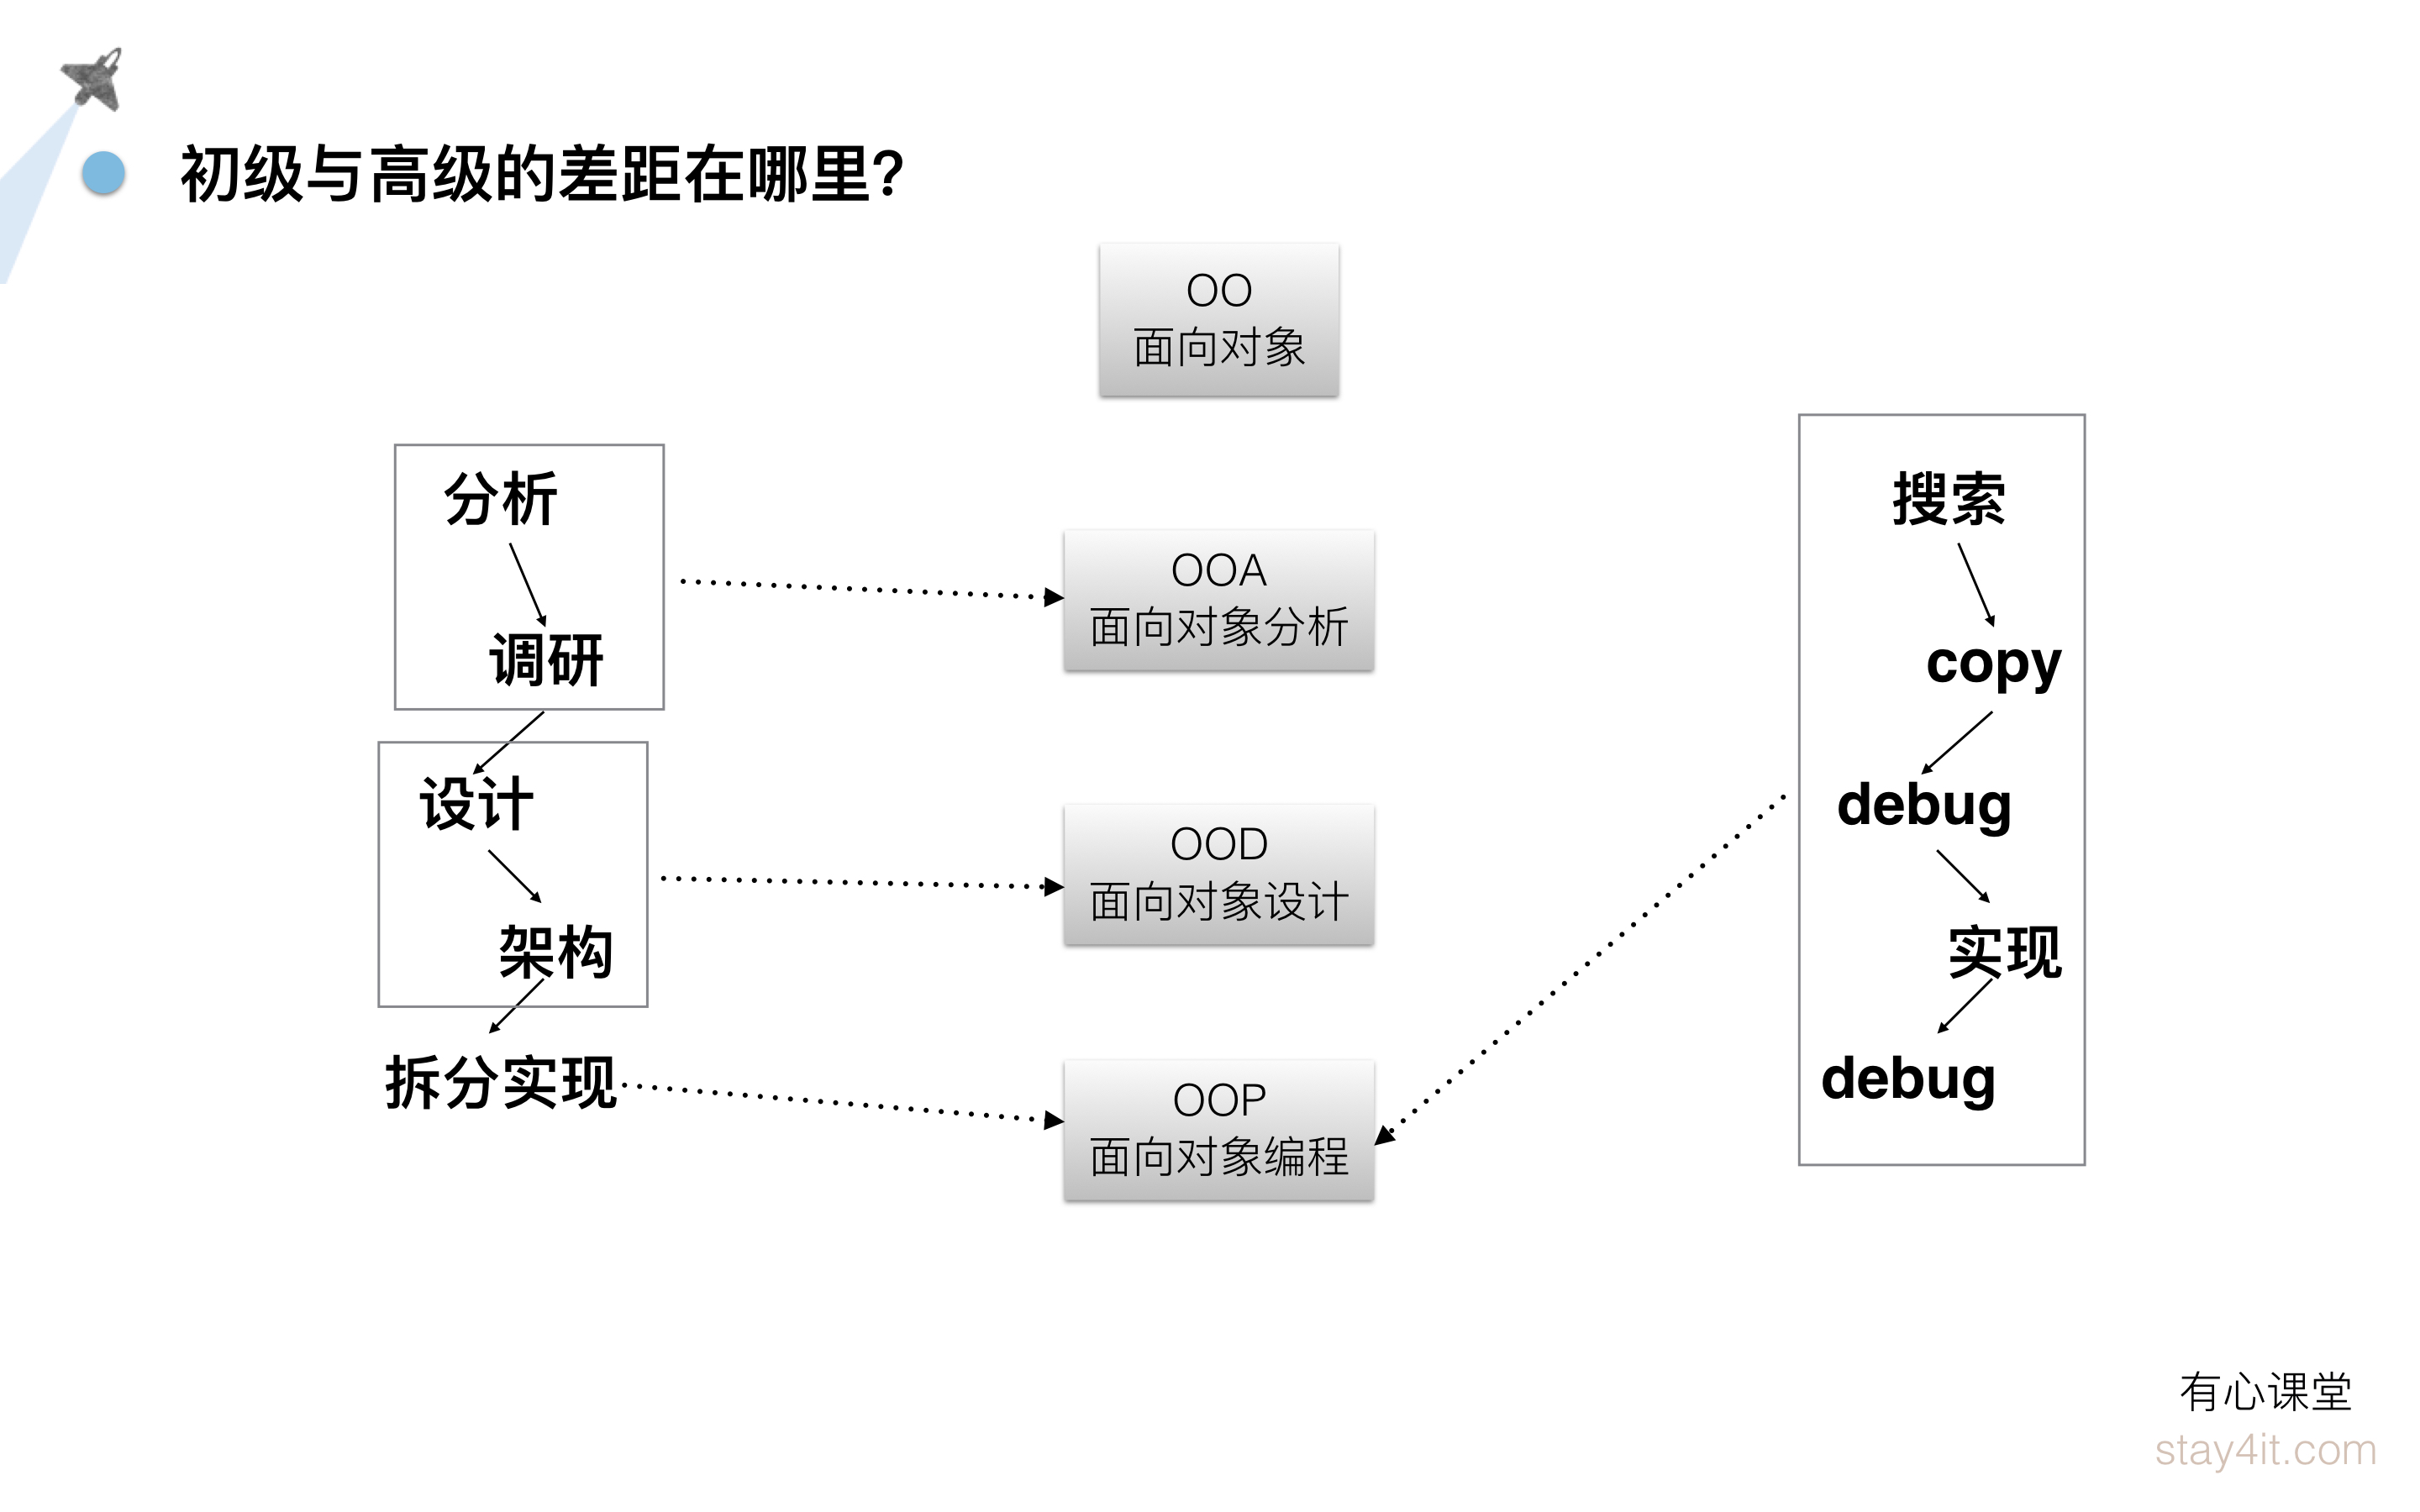 初级与高级的差距在哪里?
OO
面向对象
分析
调研
设计
架构
拆分实现
OOA
面向对象分析
OOD
面向对象设计
OOP
面向对象编程
搜索
copy
debug
实现
debug
有心课堂
stay4it.com